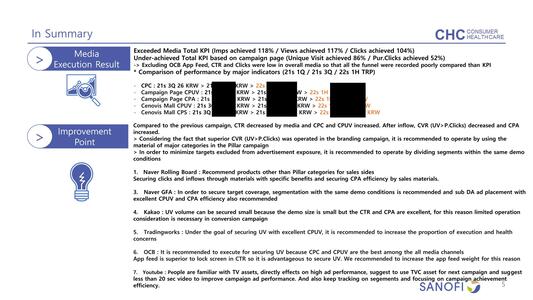 In Summary
CHC CONSUMER HEALTHCARE
> Media Execution Result
Exceeded Media Total KPI (Imps achieved 118% / Views achieved 117% / Clicks achieved 104%)
Under-achieved Total KPI based on campaign page (Unique Visit achieved 86% / Pur.Clicks achieved 52%)
-> Excluding OCB App Feed, CTR and Clicks were low in overall media so that all the further were recorded poorly compared than KPI
* Comparison of performance by major indicators (21s 1Q / 21s 3Q / 22s 1H TRP)
- CPC : 21s 3Q 26 KRW > 21 KRW > 22s
- Campaign Page CPUV : 21 KRW > 21s W > 22s 1H
- Campaign Page CPA : 21s KRW > 21s W > 22s
- Cenovis Mall CPUV : 21s 3 KRW > 21s KRW > 22s W
- Cenovis Mall CPS : 21s 3Q KRW > 21s KRW > 22s KRW
> Improvement Point
Compared to the previous campaign, CTR decreased by media and CPC and CPUV increased. After inflow, CVR (UV>P.Clicks) decreased and CPA
increased.
> Considering the fact that superior CVR (UV>P.Clicks) was operated in the branding campaign, it is recommended to operate by using the
material of major categories in the Pillar campaign
> In order to minimize targets excluded from advertisement exposure, it is recommended to operate by dividing segments within the same demo
conditions
1. Naver Rolling Board : Recommend products other than Pillar categories for sales sides
Securing clicks and inflows through materials with specific benefits and securing CPA efficiency by sales materials.
3. Naver GFA : In order to secure target coverage, segmentation with the same demo conditions is recommended and sub DA ad placement with
excellent CPUV and CPA efficiency also recommended
4. Kakao : UV volume can be secured small because the demo size is small but the CTR and CPA are excellent, for this reason limited operation
consideration is necessary in conversion campaign
5. Tradingworks : Under the goal of securing UV with excellent CPUV, it is recommended to increase the proportion of execution and health
concerns
6. OCB : It is recommended to execute for securing UV because CPC and CPUV are the best among the all media channels
App feed is superior to lock screen in CTR so it is advantageous to secure UV. We recommended to increase the app feed weight for this reason
7. Youtube : People are familiar with TV assets, directly effects on high ad performance, suggest to use TVC asset for next campaign and suggest
less than 20 sec video to improve campaign ad performance. And also keep tracking on segments and focusing on campaign achievement
efficiency.
SANOFI